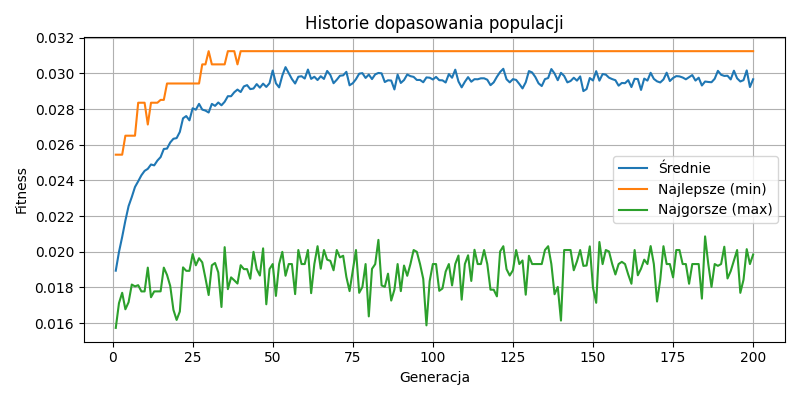 Historie dopasowania populacji
Fitness
0.032
0.030
0.028
0.026
0.024
0.022
0.020
0.018
0.016
Średnie
Najlepsze (min)
Najgorsze (max)
0 25 50 75 100 125 150 175 200
Generacja